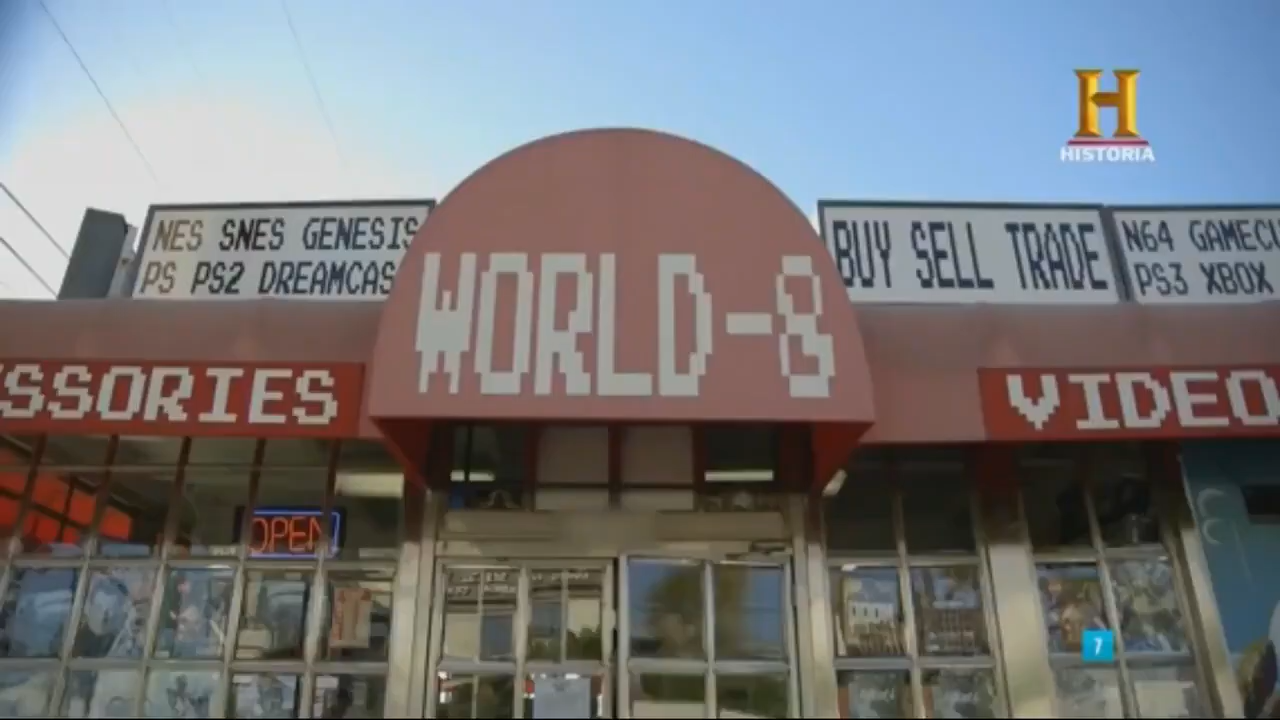 H
HISTORIA
NES SNES GENESIS
PS PS2 DREAMCAS
WORLD-8
BUY SELL TRADE
N64 GAMECU
PS3 XBOX
SSORIES
VIDEO
OPEN
7